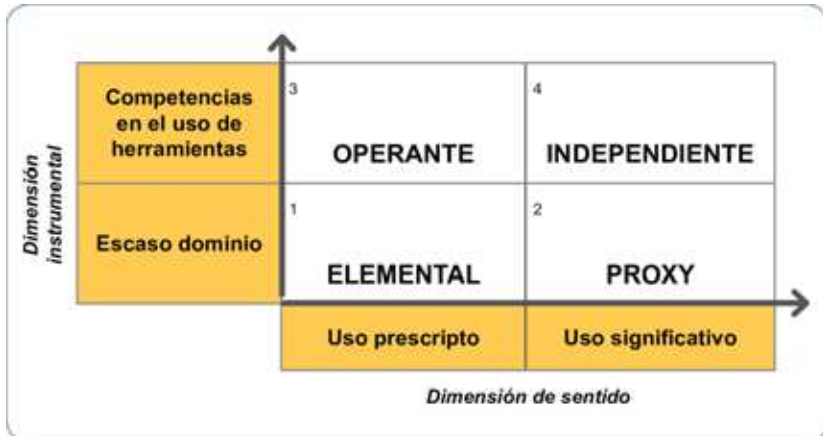 Dimensión
instrumental
Competencias
en el uso de
herramientas
3
OPERANTE
4
INDEPENDIENTE
Escaso dominio
1
ELEMENTAL
2
PROXY
Uso prescripto
Uso significativo
Dimensión de sentido